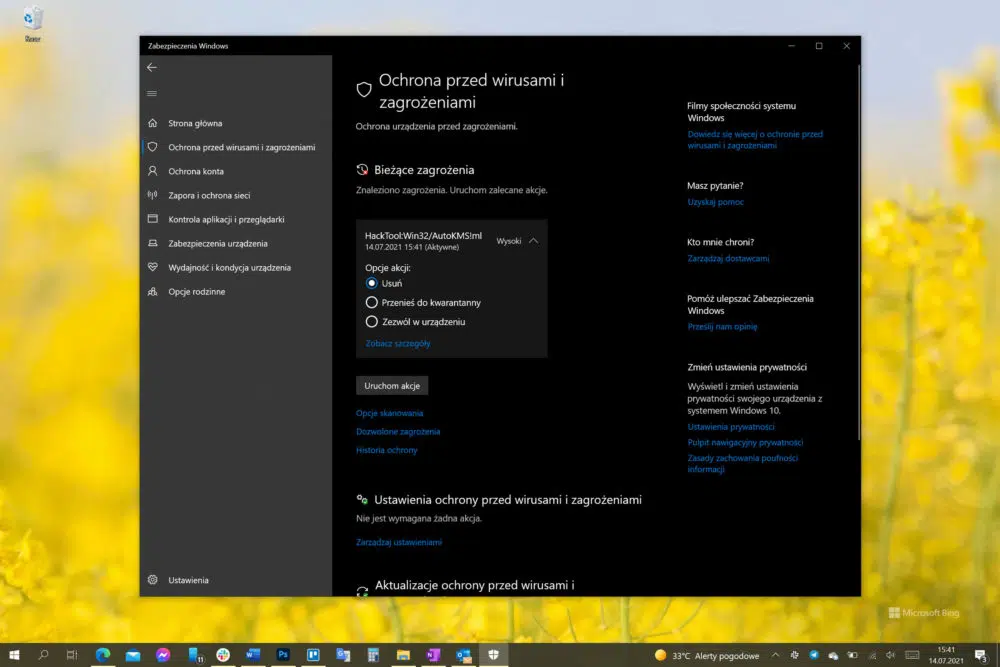 Zabezpieczenia Windows
Strona główna
Ochrona przed wirusami i zagrożeniami
Ochrona konta
Zapora i ochrona sieci
Kontrola aplikacji i przeglądarki
Zabezpieczenia urządzenia
Wydajność i kondycja urządzenia
Opcje rodzinne
Ustawienia
Ochrona przed wirusami i
zagrożeniami
Ochrona urządzenia przed zagrożeniami.
Bieżące zagrożenia
Znaleziono zagrożenia. Uruchom zalecane akcje.
HackTool:Win32/AutoKMS!ml
14.07.2021 15:41 (Aktywne)
Wysoki
Opcje akcji:
Usuń
Przenieś do kwarantanny
Zezwól w urządzeniu
Zobacz szczegóły
Uruchom akcje
Opcje skanowania
Dozwolone zagrożenia
Historia ochrony
Ustawienia ochrony przed wirusami i zagrożeniami
Nie jest wymagana żadna akcja.
Zarządzaj ustawieniami
Aktualizacje ochrony przed wirusami i
Filmy społeczności systemu
Windows
Dowiedz się więcej o ochronie przed
wirusami i zagrożeniami
Masz pytanie?
Uzyskaj pomoc
Kto mnie chroni?
Zarządzaj dostawcami
Pomóż ulepszać Zabezpieczenia
Windows
Prześlij nam opinię
Zmień ustawienia prywatności
Wyświetl i zmień ustawienia
prywatności swojego urządzenia z
systemem Windows 10.
Ustawienia prywatności
Pulpit nawigacyjny prywatności
Zasady zachowania poufności
informacji
Microsoft Blog
11
Ps
33°C Alerty pogodowe
15:41
14.07.2021